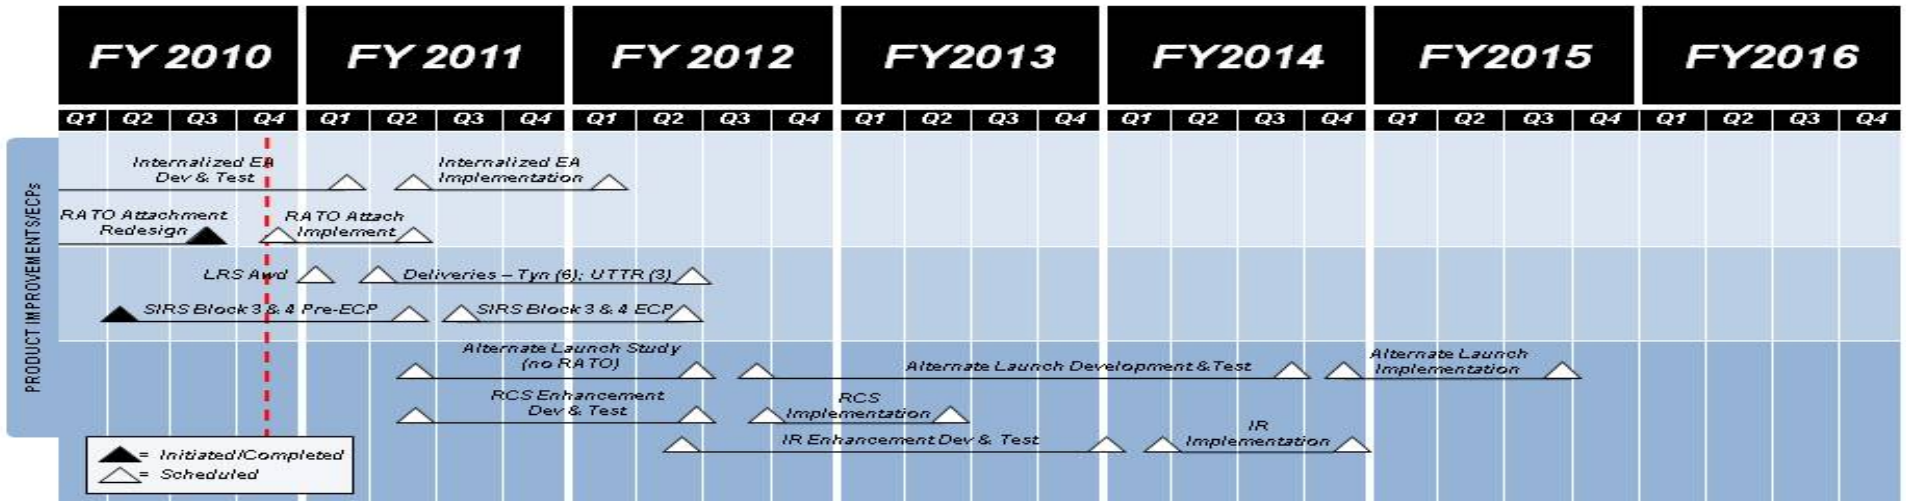 FY 2010 FY 2011 FY 2012 FY2013 FY2014 FY2015 FY2016
Q1 Q2 Q3 Q4 Q1 Q2 Q3 Q4 Q1 Q2 Q3 Q4 Q1 Q2 Q3 Q4 Q1 Q2 Q3 Q4 Q1 Q2 Q3 Q4 Q1 Q2 Q3 Q4
PRODUCT IMPROVEMENTS/ECPs
Internalized EA
Dev & Test
Internalized EA
Implementation
RATO Attachment
Redesign
RATO Attach
Implement
LRS Awd
Deliveries – Tyn (6); UTTR (3)
SIRS Block 3 & 4 Pre-ECP
SIRS Block 3 & 4 ECP
Alternate Launch Study
(no RATO)
Alternate Launch Development & Test
Alternate Launch
Implementation
RCS Enhancement
Dev & Test
RCS
Implementation
IR Enhancement Dev & Test
IR
Implementation
= Initiated/Completed
= Scheduled